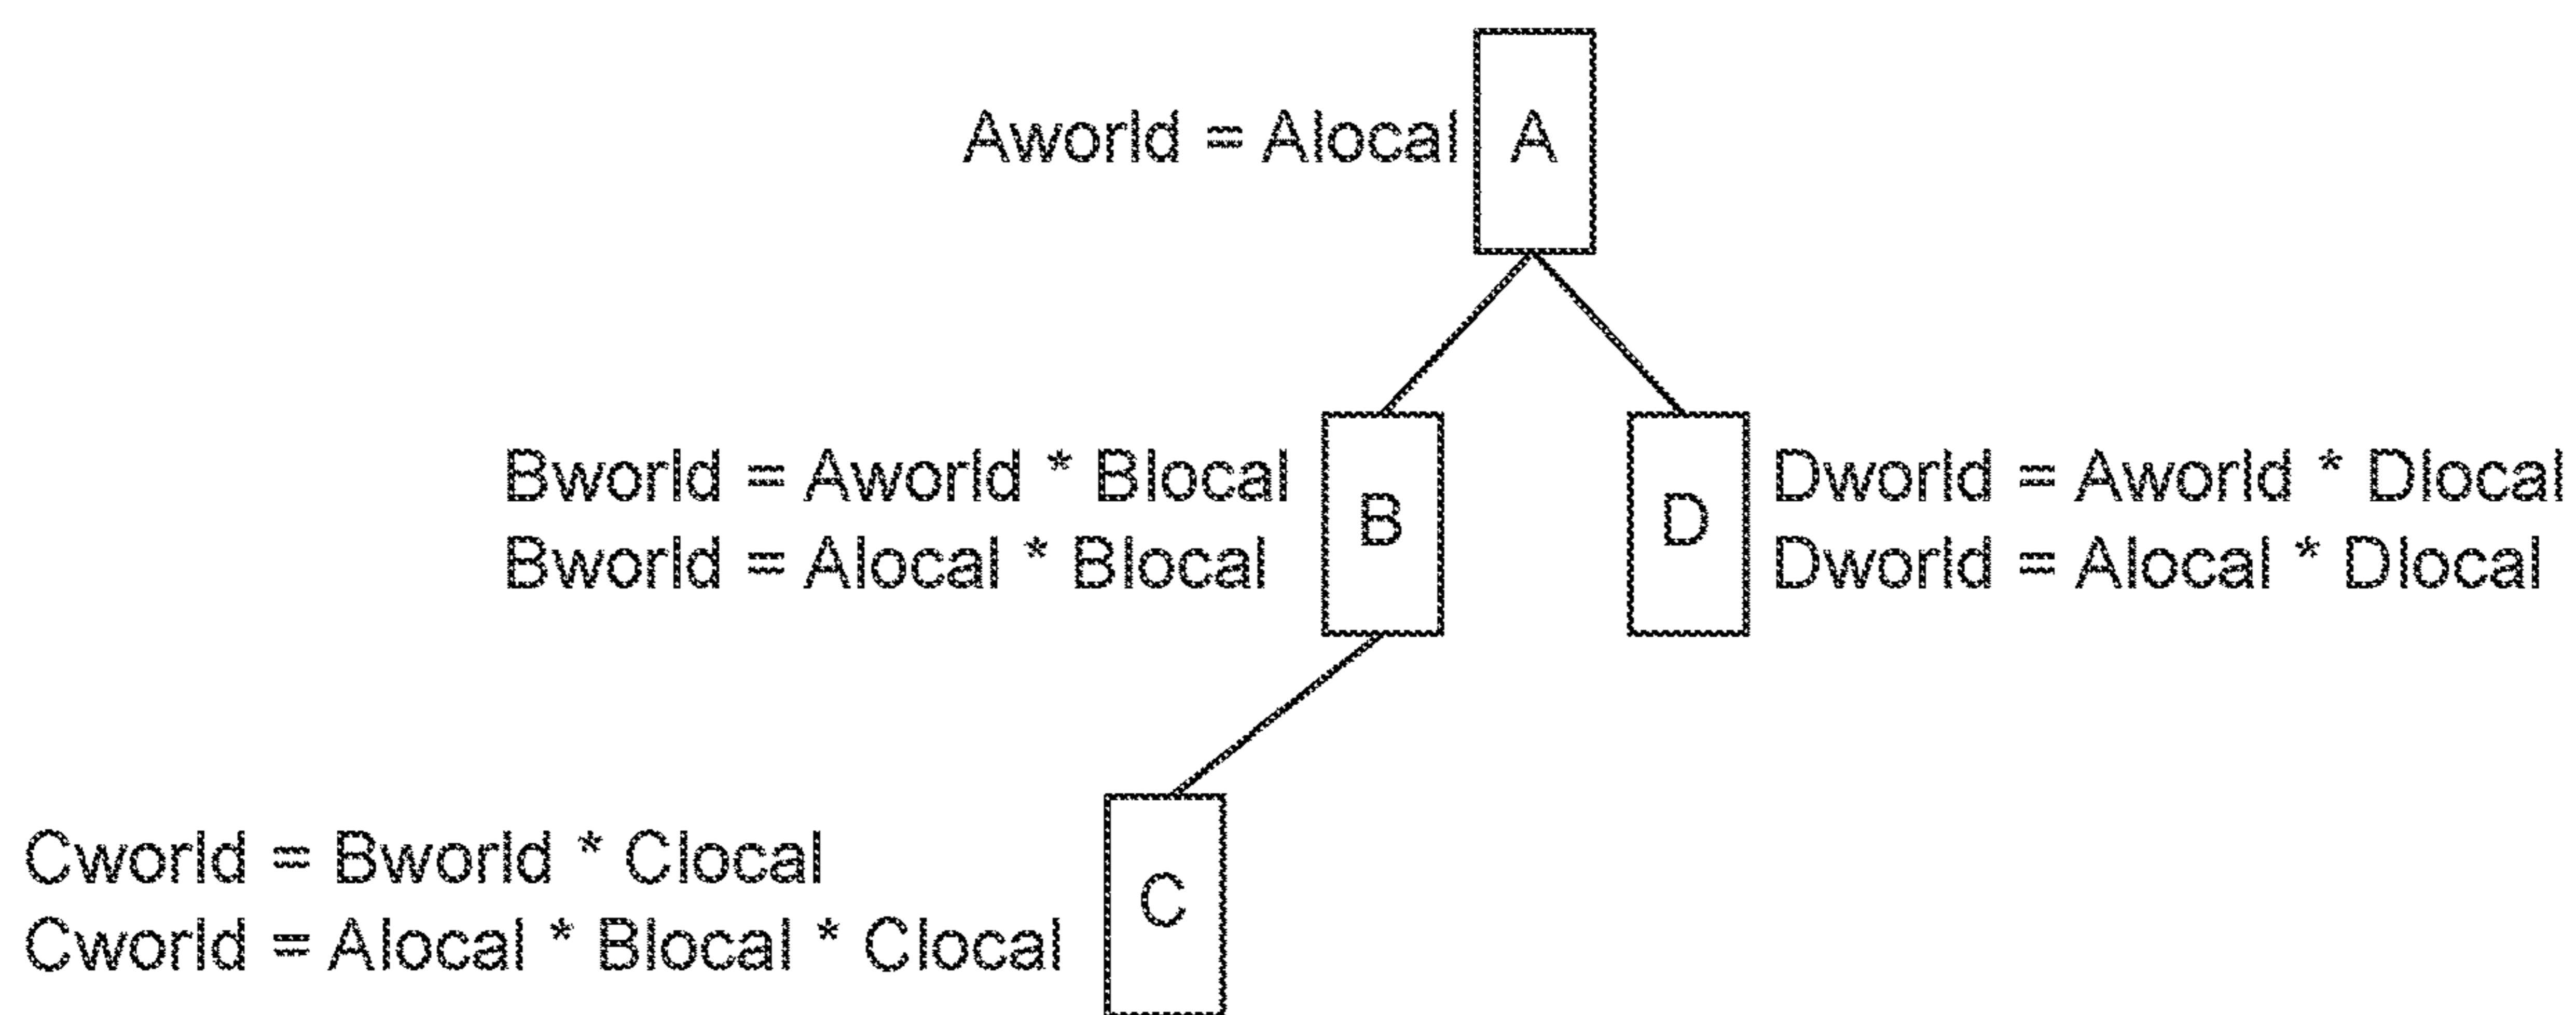 Aworld = Alocal
A
Bworld = Aworld * Blocal
Bworld = Alocal * Blocal
B
D
Dworld = Aworld * Dlocal
Dworld = Alocal * Dlocal
Cworld = Bworld * Clocal
Cworld = Alocal * Blocal * Clocal
C